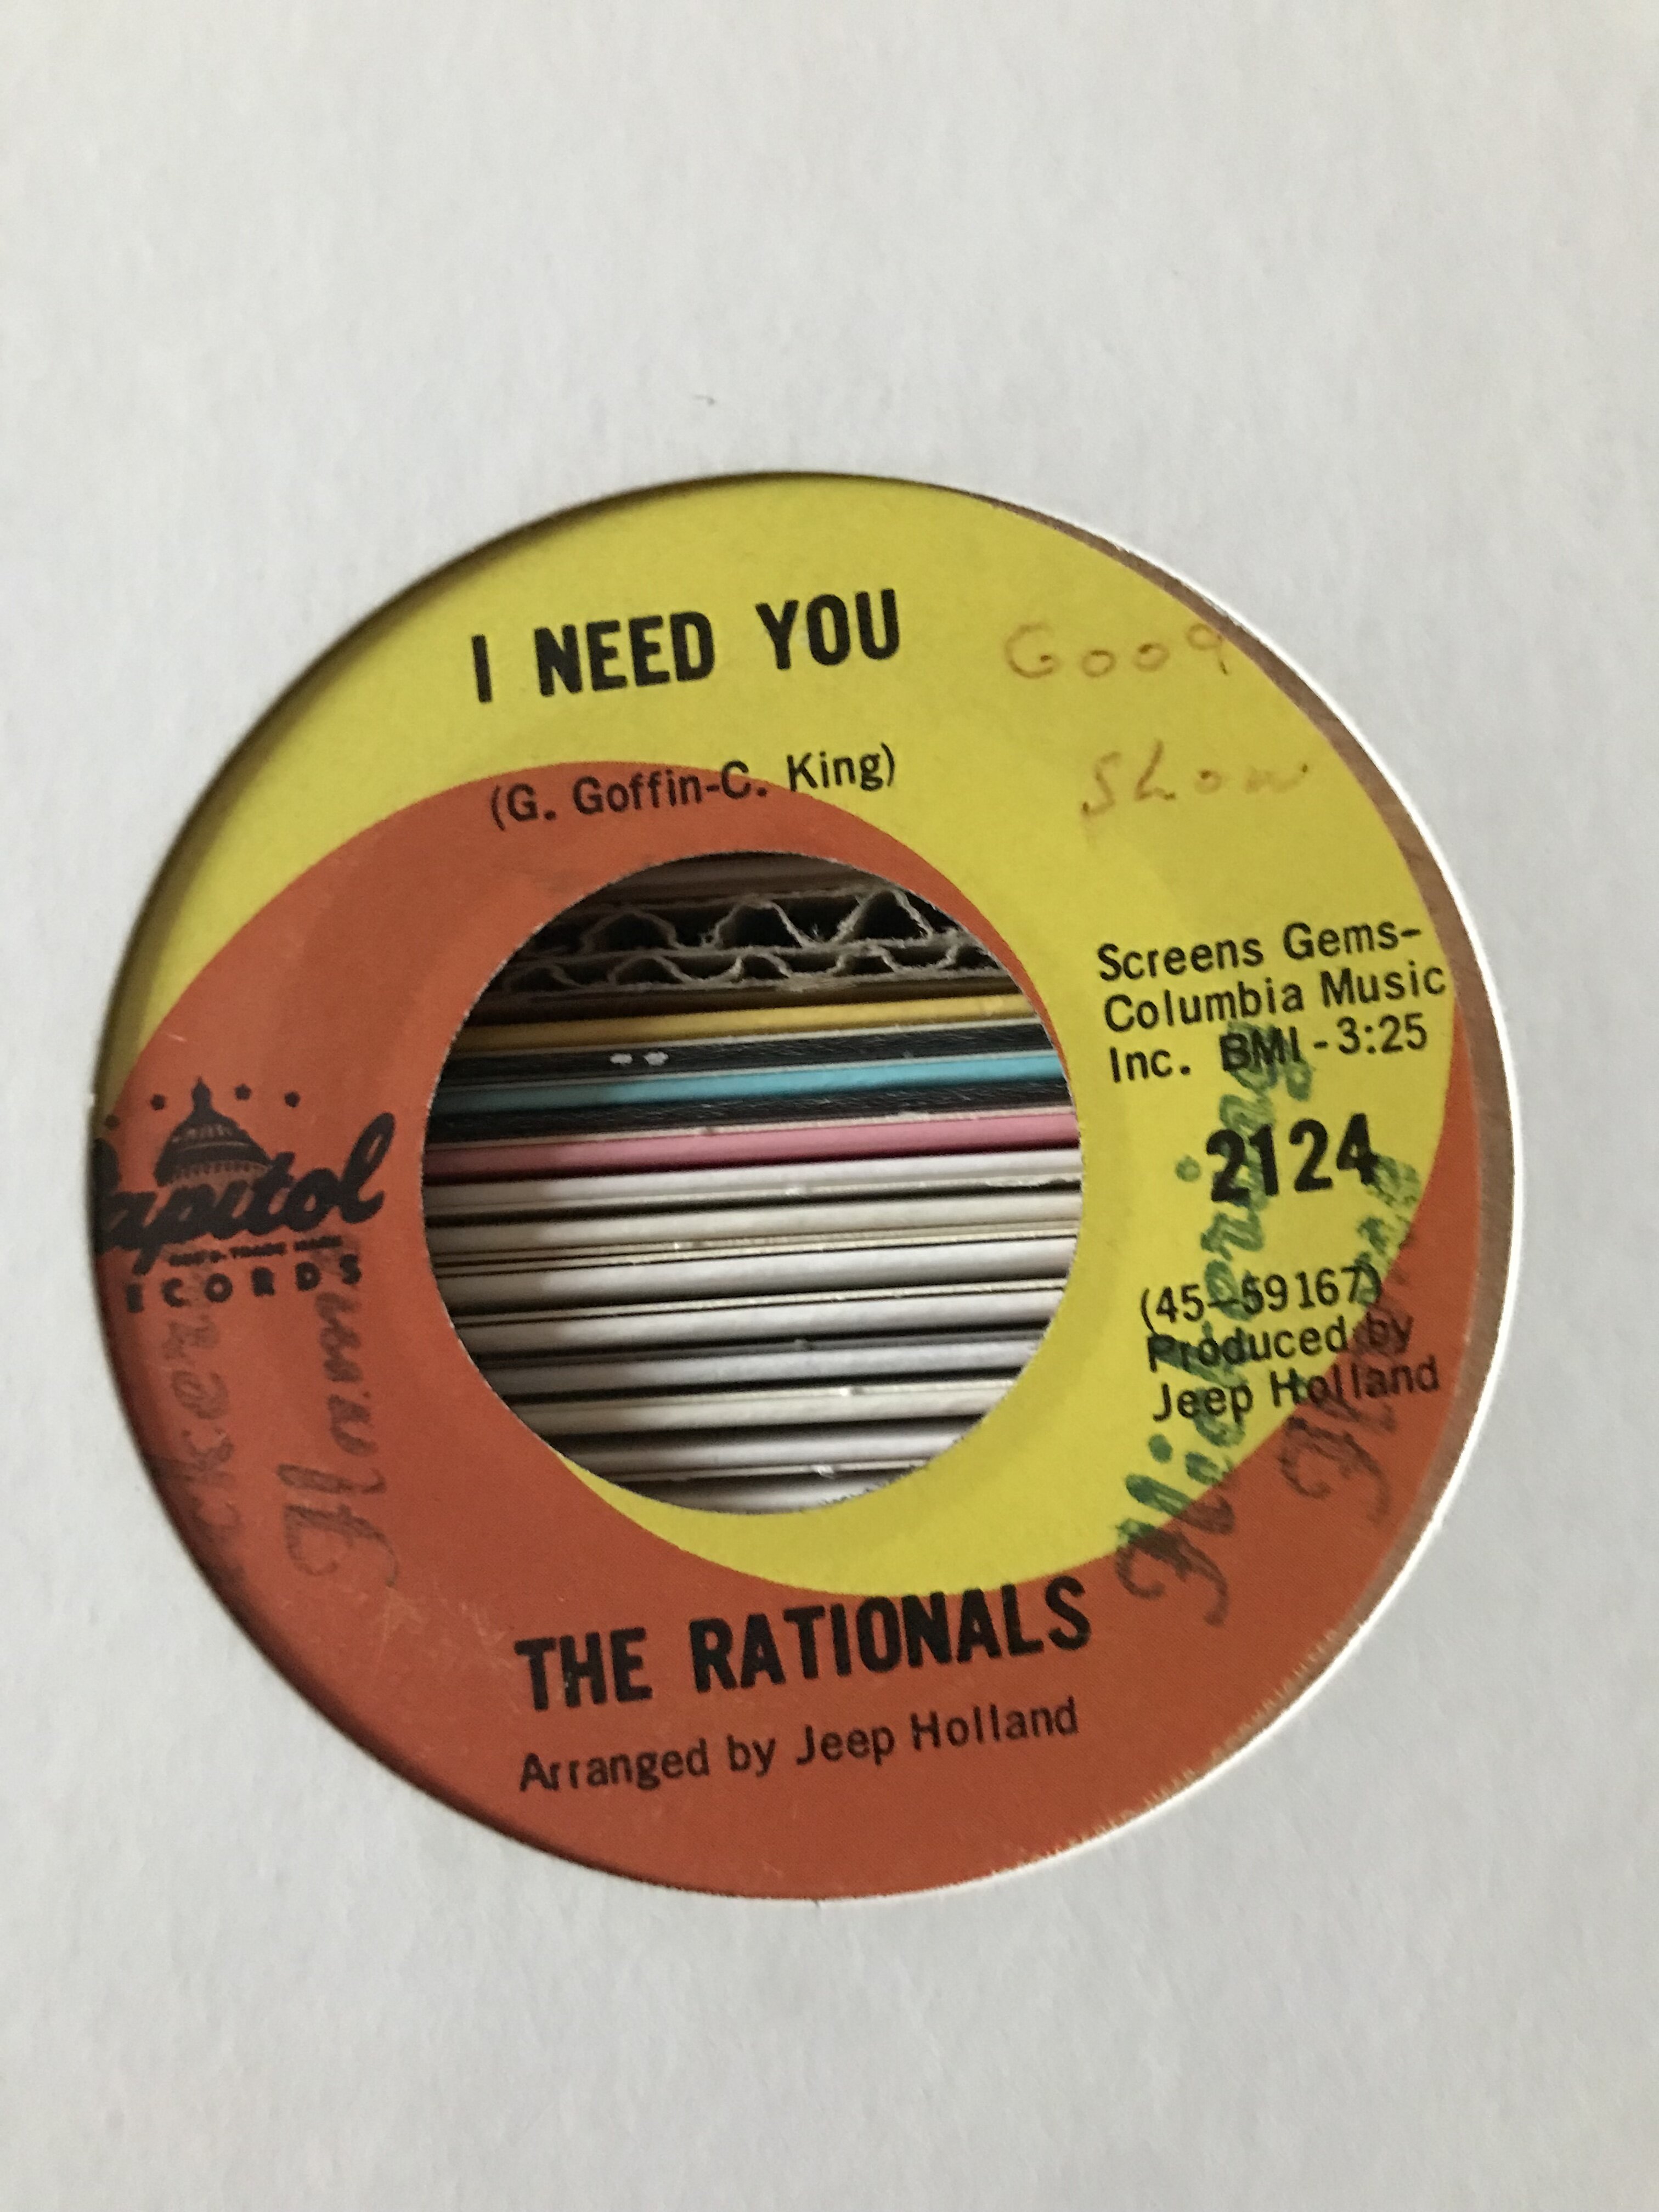 I NEED YOU
(G. Goffin-C. King)
Good
Show
Screens Gems-
Columbia Music
Inc. BMI-3:25
2124
(45-59167)
Produced by
Jeep Holland
Capitol
RECORDS
THE RATIONALS
Arranged by Jeep Holland